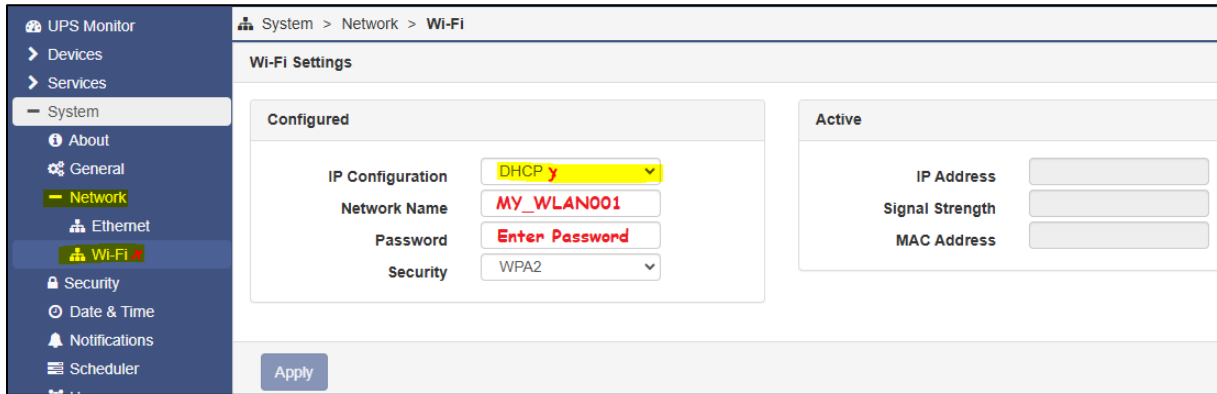 UPS Monitor
Devices
Services
System
About
General
Network
Ethernet
Wi-Fi x
Security
Date & Time
Notifications
Scheduler
System > Network > Wi-Fi
Wi-Fi Settings
Configured
IP Configuration DHCP y
Network Name MY_WLAN001
Password Enter Password
Security WPA2
Apply
Active
IP Address
Signal Strength
MAC Address